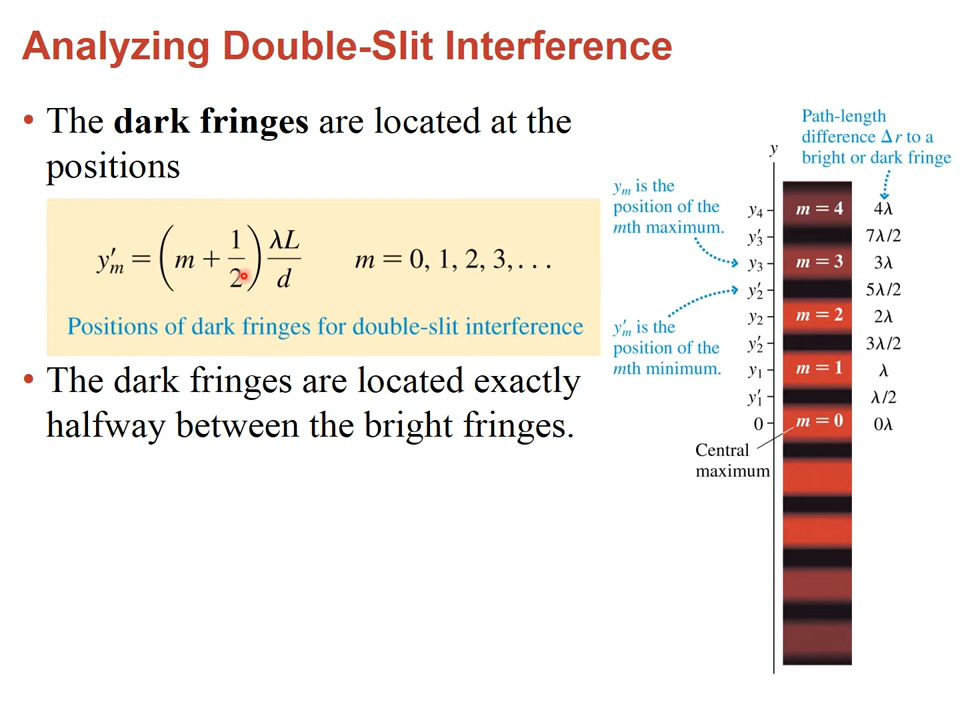 Analyzing Double-Slit Interference
• The dark fringes are located at the
positions
y′m = (m + 1/2) λL/d    m = 0, 1, 2, 3, . . .
Positions of dark fringes for double-slit interference
• The dark fringes are located exactly
halfway between the bright fringes.
Path-length
difference Δr to a
bright or dark fringe
y
ym is the
position of the
mth maximum.
y′m is the
position of the
mth minimum.
y4 m = 4 4λ
y′3 7λ/2
y3 m = 3 3λ
y′2 5λ/2
y2 m = 2 2λ
y′2 3λ/2
y1 m = 1 λ
y′1 λ/2
0 m = 0 0λ
Central
maximum